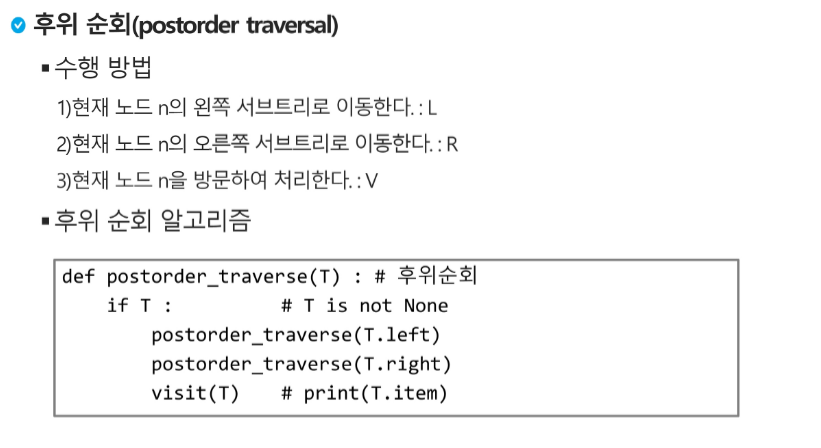 후위 순회(postorder traversal)
▪수행 방법
1)현재 노드 n의 왼쪽 서브트리로 이동한다. : L
2)현재 노드 n의 오른쪽 서브트리로 이동한다. : R
3)현재 노드 n을 방문하여 처리한다. : V
▪후위 순회 알고리즘
def postorder_traverse(T) : # 후위순회
    if T :          # T is not None
        postorder_traverse(T.left)
        postorder_traverse(T.right)
        visit(T)    # print(T.item)